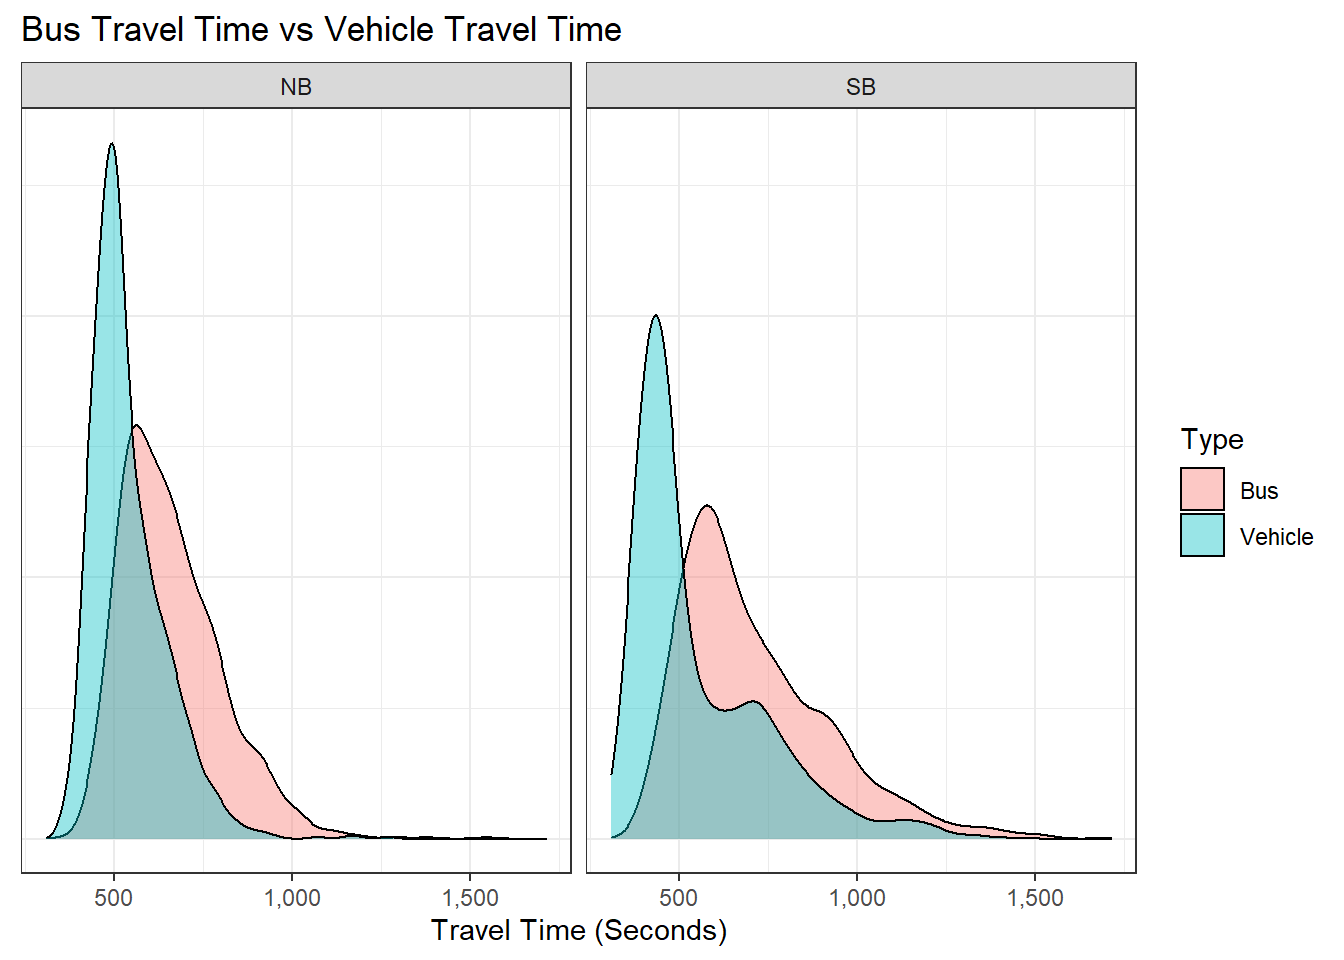 Bus Travel Time vs Vehicle Travel Time
NB
SB
500
1,000
1,500
500
1,000
1,500
Travel Time (Seconds)
Type
Bus
Vehicle